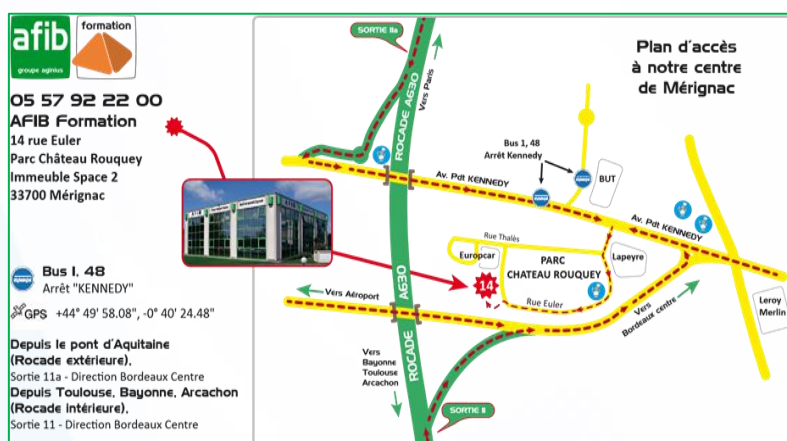 afib
groupe aginius
formation
05 57 92 22 00
AFIB Formation
14 rue Euler
Parc Château Rouquey
Immeuble Space 2
33700 Mérignac
Bus 1, 48
Arrêt "KENNEDY"
GPS +44° 49' 58.08", -0° 40' 24.48"
Depuis le pont d'Aquitaine
(Rocade extérieure),
Sortie 11a - Direction Bordeaux Centre
Depuis Toulouse, Bayonne, Arcachon
(Rocade intérieure),
Sortie 11 - Direction Bordeaux Centre
Plan d'accès
à notre centre
de Mérignac
SORTIE 11a
Vers Paris
ROCADE A630
Bus 1, 48
Arrêt Kennedy
BUT
Av. Pdt KENNEDY
Av. Pdt KENNEDY
Rue Thalès
Europcar
PARC
CHATEAU ROUQUEY
Lapeyre
14
Rue Euler
Vers Aéroport
Vers
Bordeaux centre
Leroy
Merlin
ROCADE A630
Vers
Bayonne
Toulouse
Arcachon
SORTIE 11